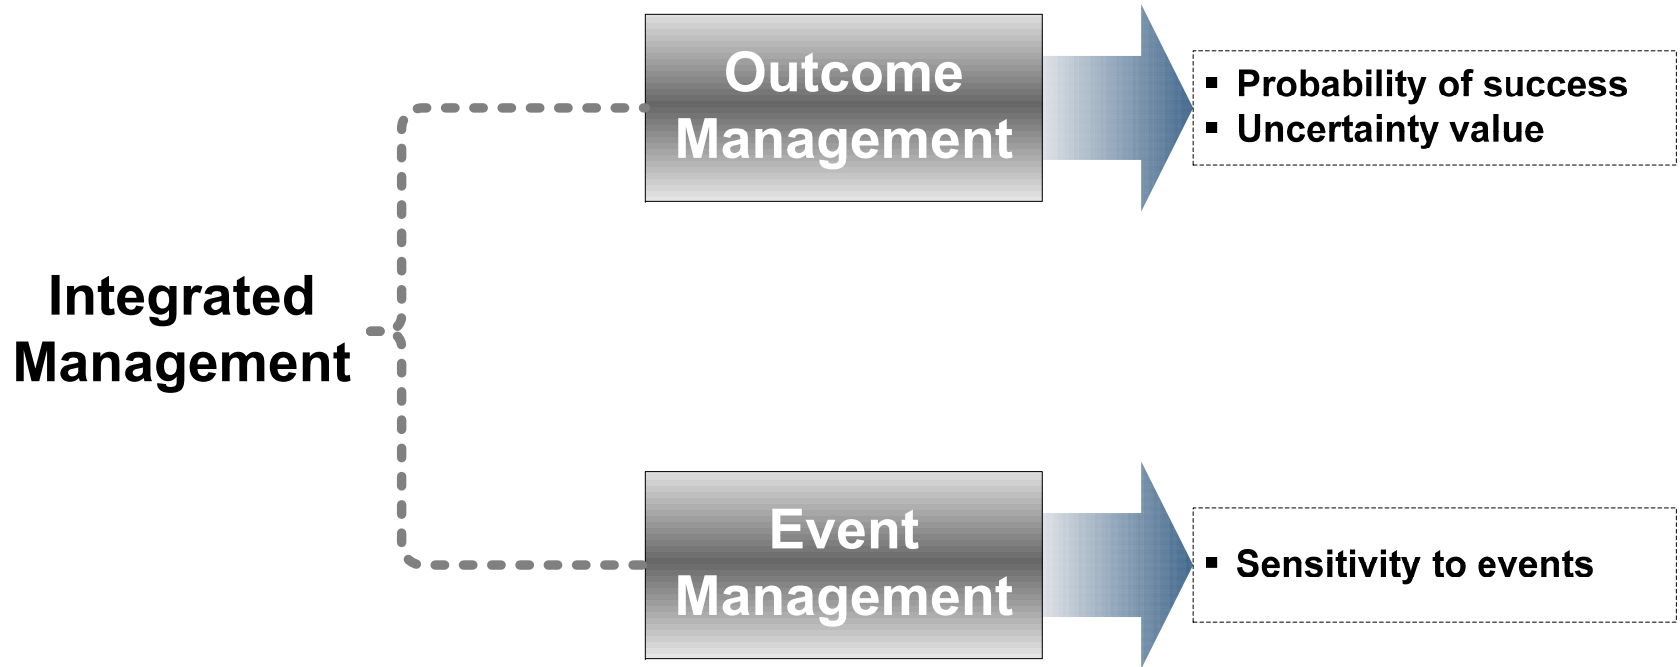 Integrated
Management
Outcome
Management
▪ Probability of success
▪ Uncertainty value
Event
Management
▪ Sensitivity to events